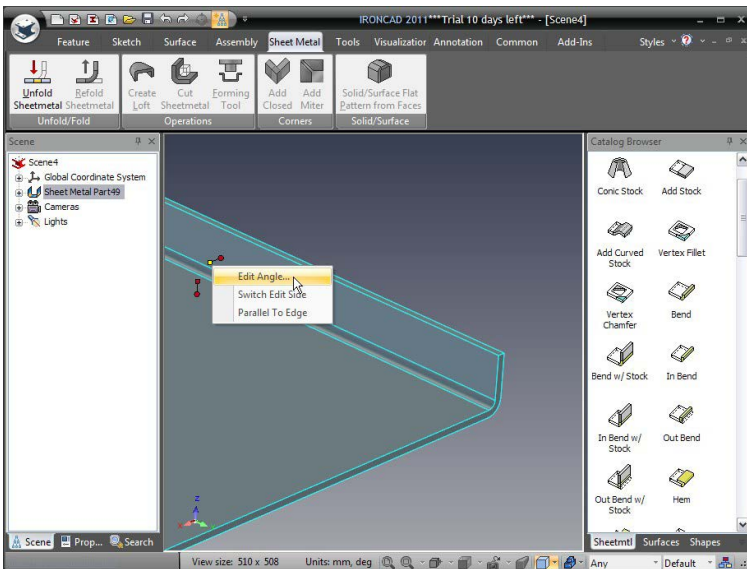 IRONCAD 2011***Trial 10 days left*** - [Scene4]
Feature Sketch Surface Assembly Sheet Metal Tools Visualizatior Annotation Common Add-Ins Styles
Unfold Sheetmetal
Refold Sheetmetal
Create Loft
Cut Sheetmetal
Forming Tool
Add Closed
Add Miter
Solid/Surface Flat Pattern from Faces
Unfold/Fold Operations Corners Solid/Surface
Scene
Scene4
Global Coordinate System
Sheet Metal Part49
Cameras
Lights
Edit Angle...
Switch Edit Side
Parallel To Edge
z
Catalog Browser
Conic Stock Add Stock
Add Curved Stock
Vertex Fillet
Vertex Chamfer
Bend
Bend w/ Stock In Bend
In Bend w/ Stock
Out Bend
Out Bend w/ Stock
Hem
Scene Prop... Search
Sheetmtl Surfaces Shapes
View size: 510 x 508 Units: mm, deg Any Default